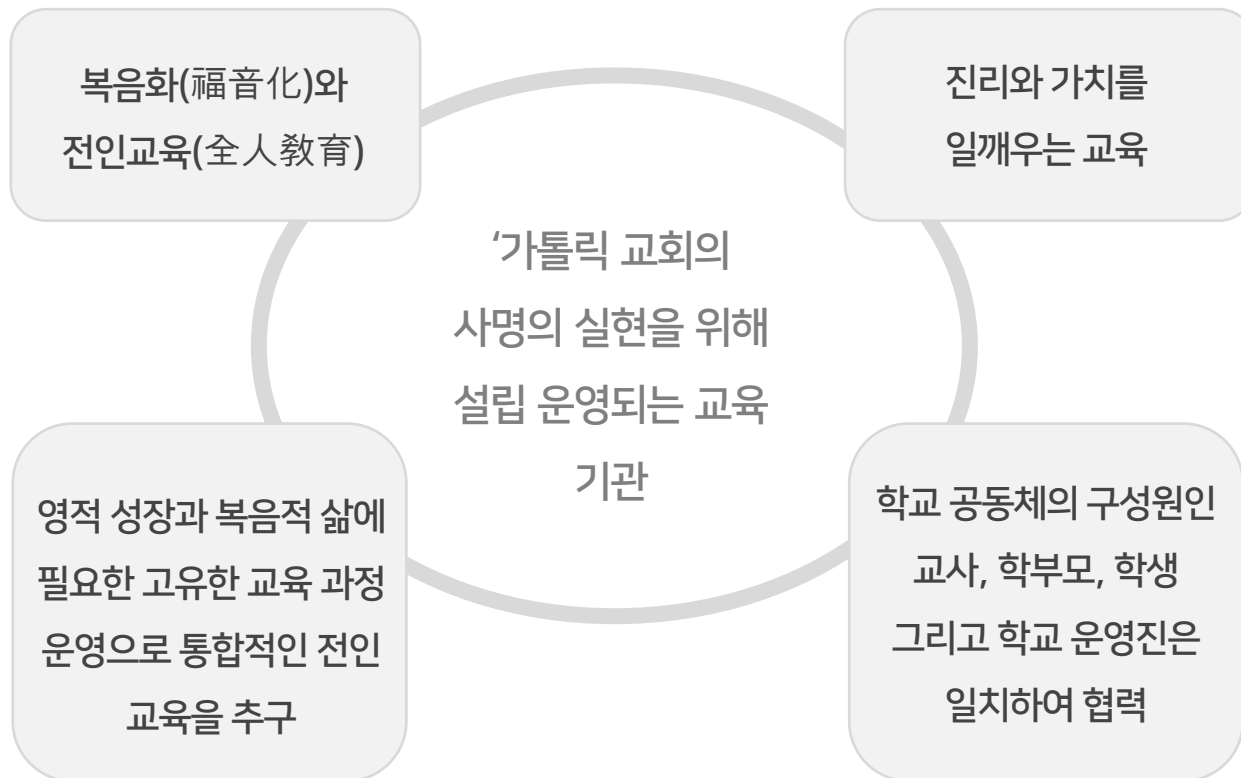 복음화(福音化)와
전인교육(全人敎育)
진리와 가치를
일깨우는 교육
‘가톨릭 교회의
사명의 실현을 위해
설립 운영되는 교육
기관
영적 성장과 복음적 삶에
필요한 고유한 교육 과정
운영으로 통합적인 전인
교육을 추구
학교 공동체의 구성원인
교사, 학부모, 학생
그리고 학교 운영진은
일치하여 협력